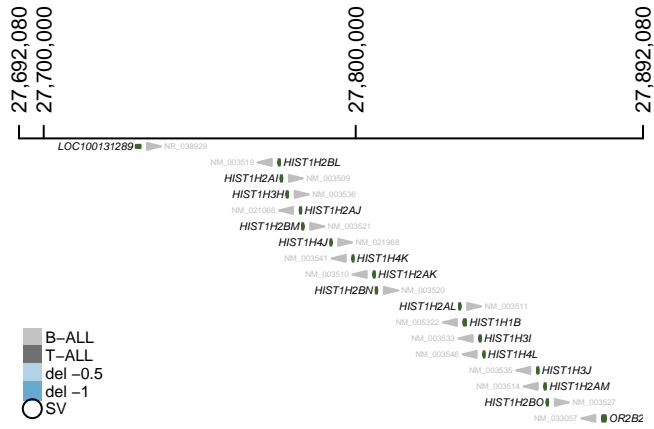 27,692,080
27,700,000
27,800,000
27,892,080
LOC100131289 NR_038929
NM_003519 HIST1H2BL
HIST1H2AI NM_003509
HIST1H3H NM_003536
NM_021066 HIST1H2AJ
HIST1H2BM NM_003521
HIST1H4J NM_021968
NM_003541 HIST1H4K
NM_003510 HIST1H2AK
HIST1H2BN NM_003520
HIST1H2AL NM_003511
NM_005322 HIST1H1B
NM_003533 HIST1H3I
NM_003546 HIST1H4L
NM_003535 HIST1H3J
NM_003514 HIST1H2AM
HIST1H2BO NM_003527
NM_033057 OR2B2
B−ALL
T−ALL
del −0.5
del −1
SV